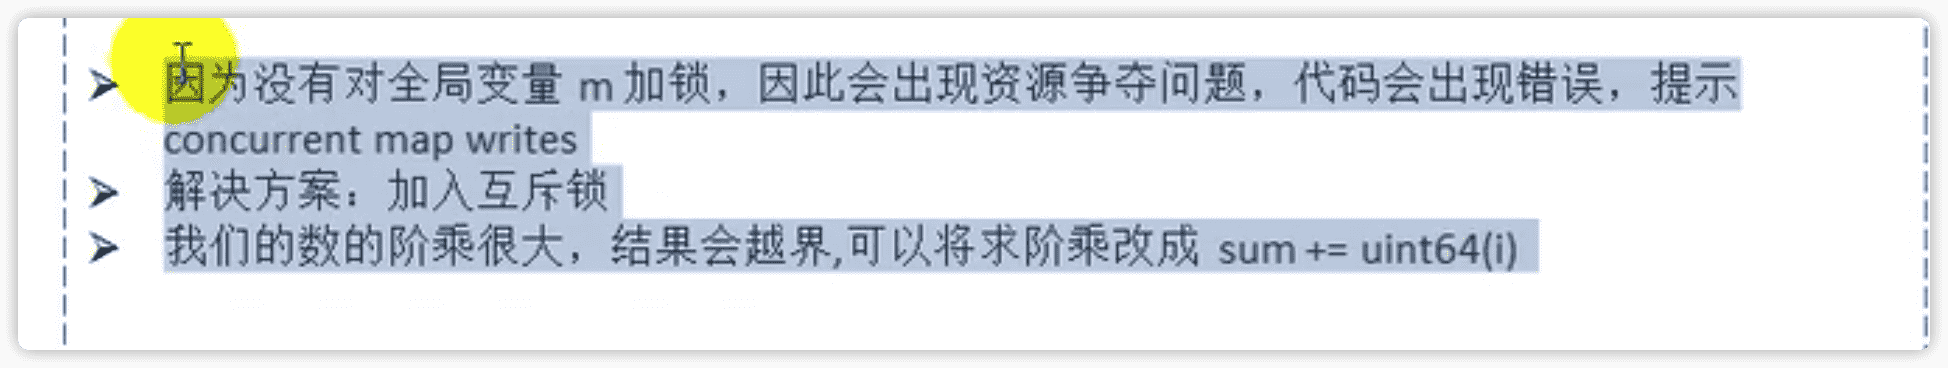 ➢ 因为没有对全局变量 m 加锁，因此会出现资源争夺问题，代码会出现错误，提示
concurrent map writes
➢ 解决方案：加入互斥锁
➢ 我们的数的阶乘很大，结果会越界,可以将求阶乘改成 sum += uint64(i)